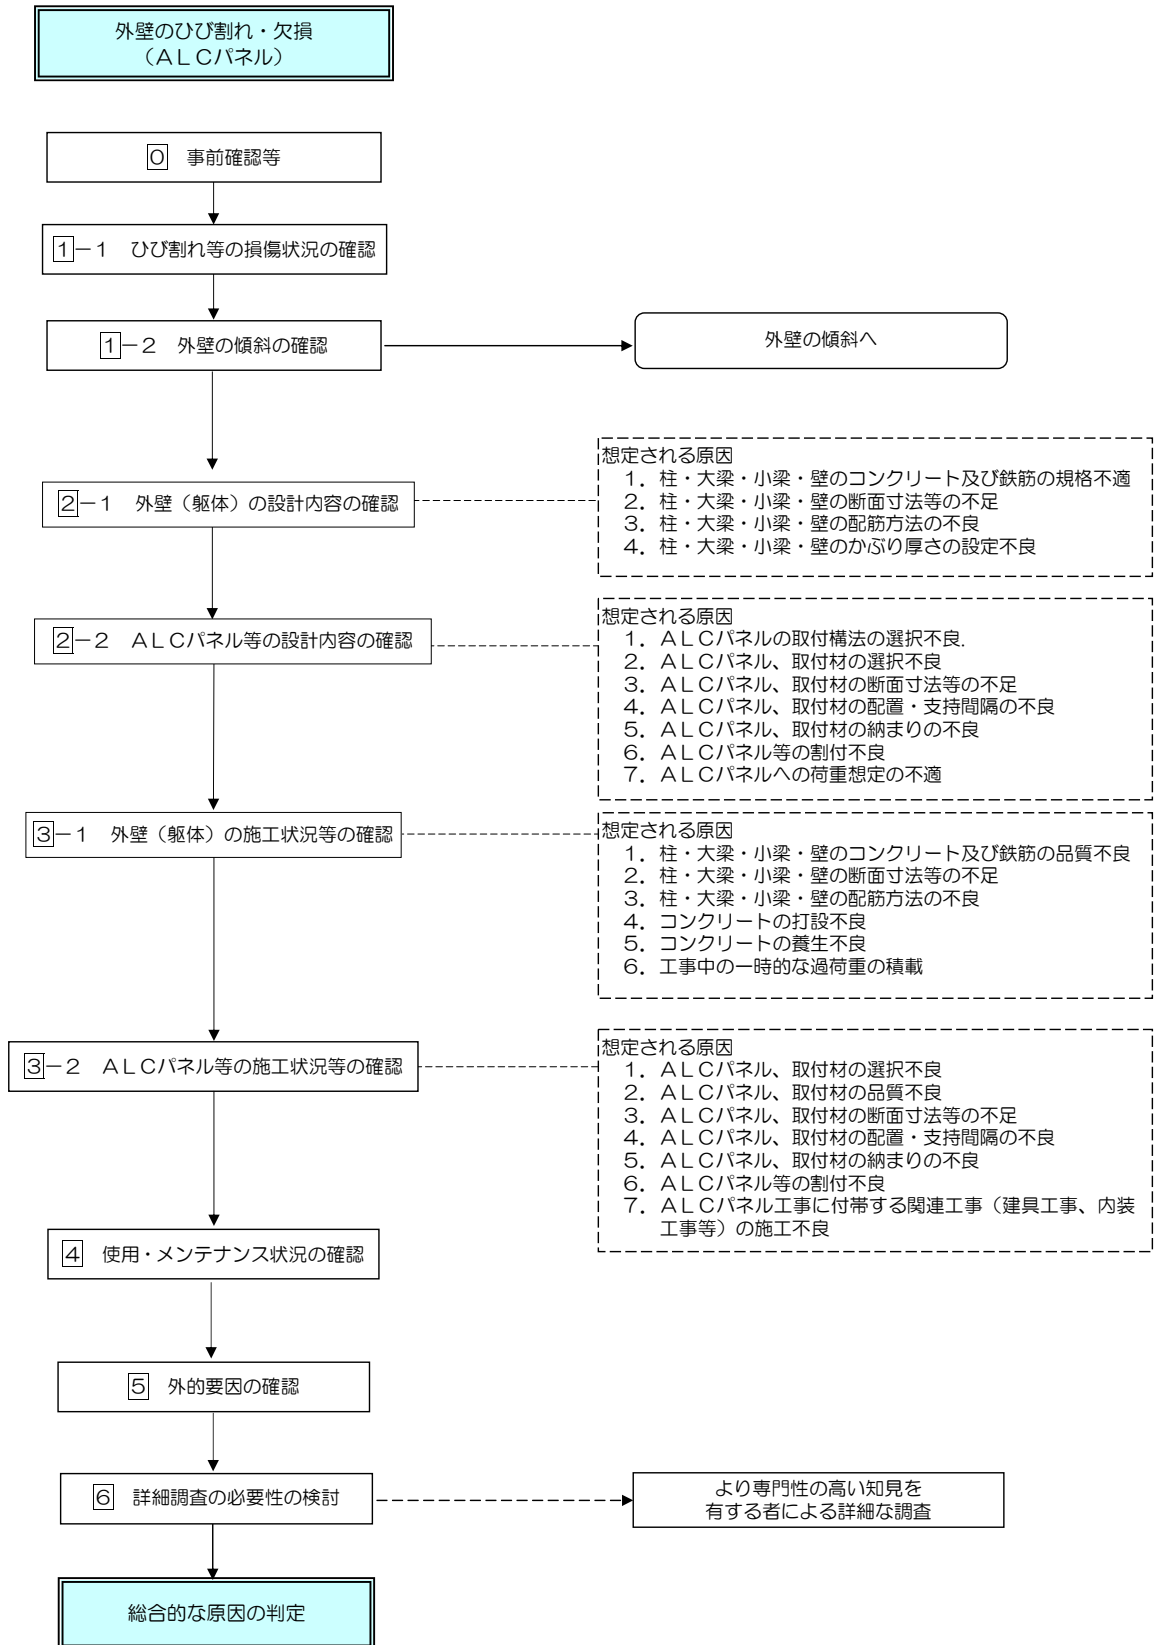 外壁のひび割れ・欠損
（ＡＬＣパネル）
0　事前確認等
1－１　ひび割れ等の損傷状況の確認
1－２　外壁の傾斜の確認
外壁の傾斜へ
2－１　外壁（躯体）の設計内容の確認
想定される原因
１．柱・大梁・小梁・壁のコンクリート及び鉄筋の規格不適
２．柱・大梁・小梁・壁の断面寸法等の不足
３．柱・大梁・小梁・壁の配筋方法の不良
４．柱・大梁・小梁・壁のかぶり厚さの設定不良
2－２　ＡＬＣパネル等の設計内容の確認
想定される原因
１．ＡＬＣパネルの取付構法の選択不良.
２．ＡＬＣパネル、取付材の選択不良
３．ＡＬＣパネル、取付材の断面寸法等の不足
４．ＡＬＣパネル、取付材の配置・支持間隔の不良
５．ＡＬＣパネル、取付材の納まりの不良
６．ＡＬＣパネル等の割付不良
７．ＡＬＣパネルへの荷重想定の不適
3－１　外壁（躯体）の施工状況等の確認
想定される原因
１．柱・大梁・小梁・壁のコンクリート及び鉄筋の品質不良
２．柱・大梁・小梁・壁の断面寸法等の不足
３．柱・大梁・小梁・壁の配筋方法の不良
４．コンクリートの打設不良
５．コンクリートの養生不良
６．工事中の一時的な過荷重の積載
3－２　ＡＬＣパネル等の施工状況等の確認
想定される原因
１．ＡＬＣパネル、取付材の選択不良
２．ＡＬＣパネル、取付材の品質不良
３．ＡＬＣパネル、取付材の断面寸法等の不足
４．ＡＬＣパネル、取付材の配置・支持間隔の不良
５．ＡＬＣパネル、取付材の納まりの不良
６．ＡＬＣパネル等の割付不良
７．ＡＬＣパネル工事に付帯する関連工事（建具工事、内装
工事等）の施工不良
4　使用・メンテナンス状況の確認
5　外的要因の確認
6　詳細調査の必要性の検討
より専門性の高い知見を
有する者による詳細な調査
総合的な原因の判定